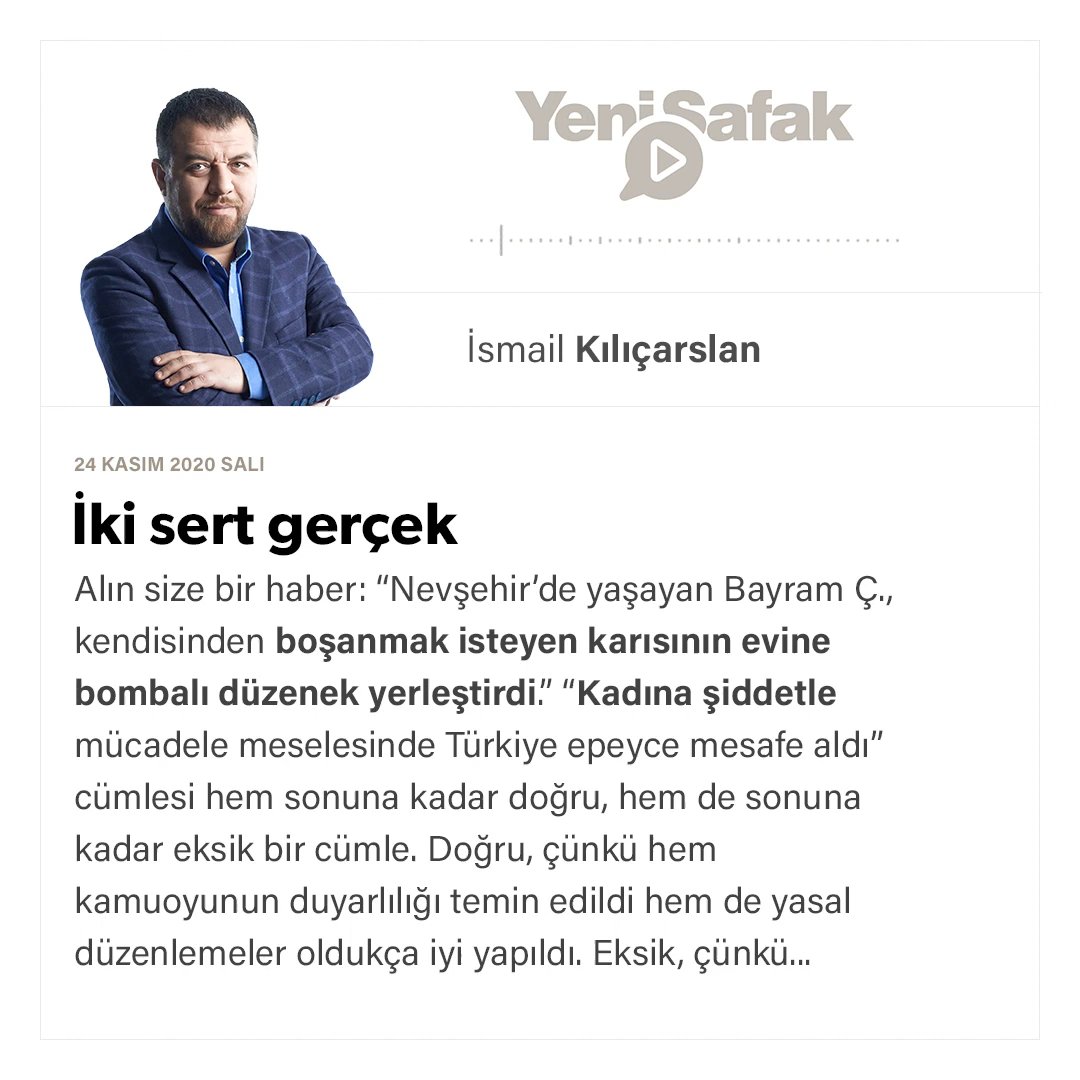 YeniSafak
İsmail Kılıçarslan
24 KASIM 2020 SALI
İki sert gerçek
Alın size bir haber: “Nevşehir’de yaşayan Bayram Ç.,
kendisinden boşanmak isteyen karısının evine
bombalı düzenek yerleştirdi.” “Kadına şiddetle
mücadele meselesinde Türkiye epeyce mesafe aldı”
cümlesi hem sonuna kadar doğru, hem de sonuna
kadar eksik bir cümle. Doğru, çünkü hem
kamuoyunun duyarlılığı temin edildi hem de yasal
düzenlemeler oldukça iyi yapıldı. Eksik, çünkü...